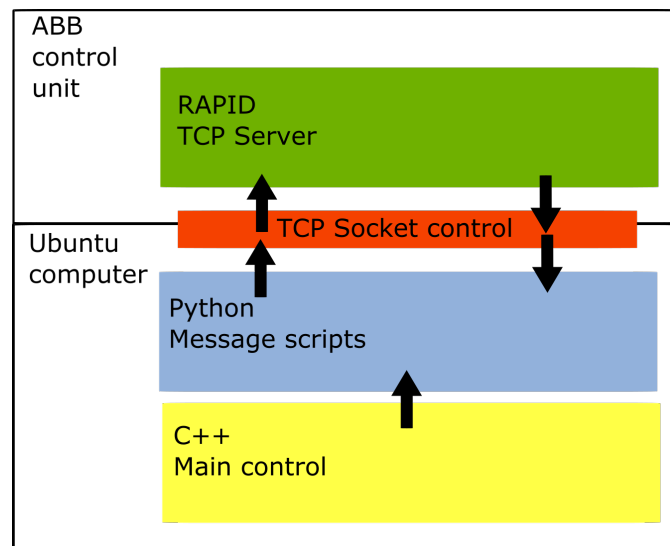 ABB
control
unit
RAPID
TCP Server
TCP Socket control
Ubuntu
computer
Python
Message scripts
C++
Main control